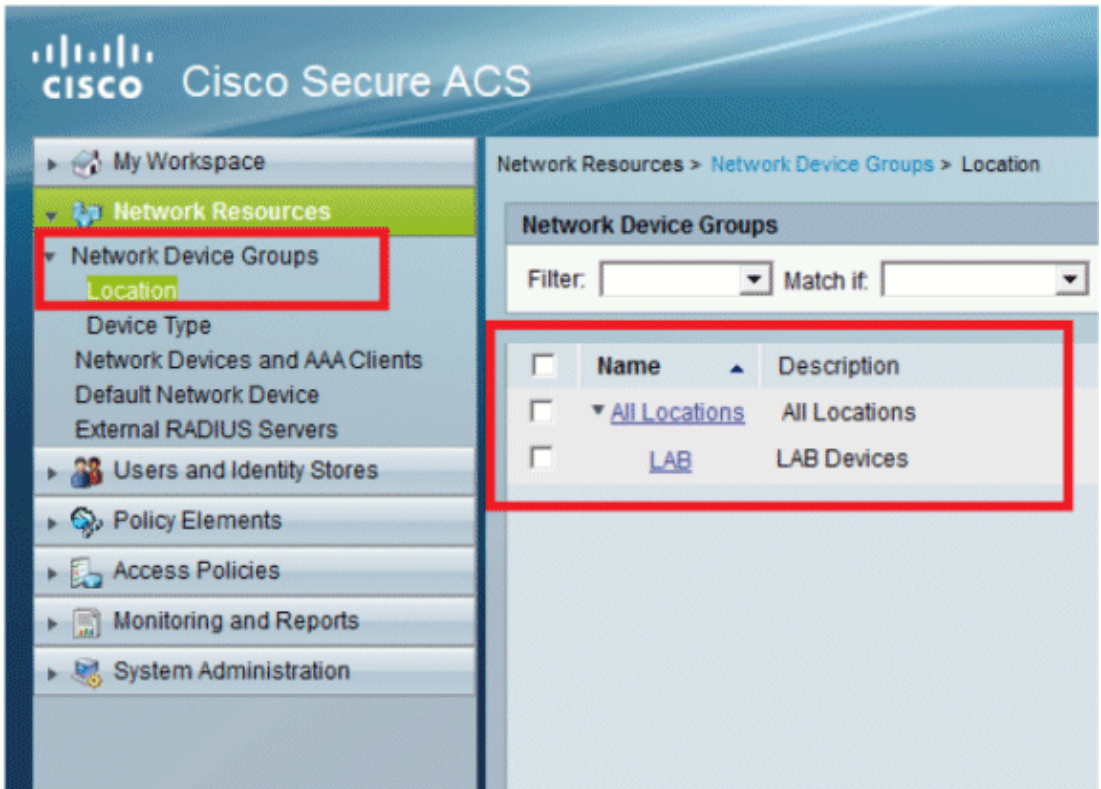 CISCO Cisco Secure ACS
My Workspace
Network Resources
Network Device Groups
Location
Device Type
Network Devices and AAA Clients
Default Network Device
External RADIUS Servers
Users and Identity Stores
Policy Elements
Access Policies
Monitoring and Reports
System Administration
Network Resources > Network Device Groups > Location
Network Device Groups
Filter: Match if:
Name Description
All Locations All Locations
LAB LAB Devices